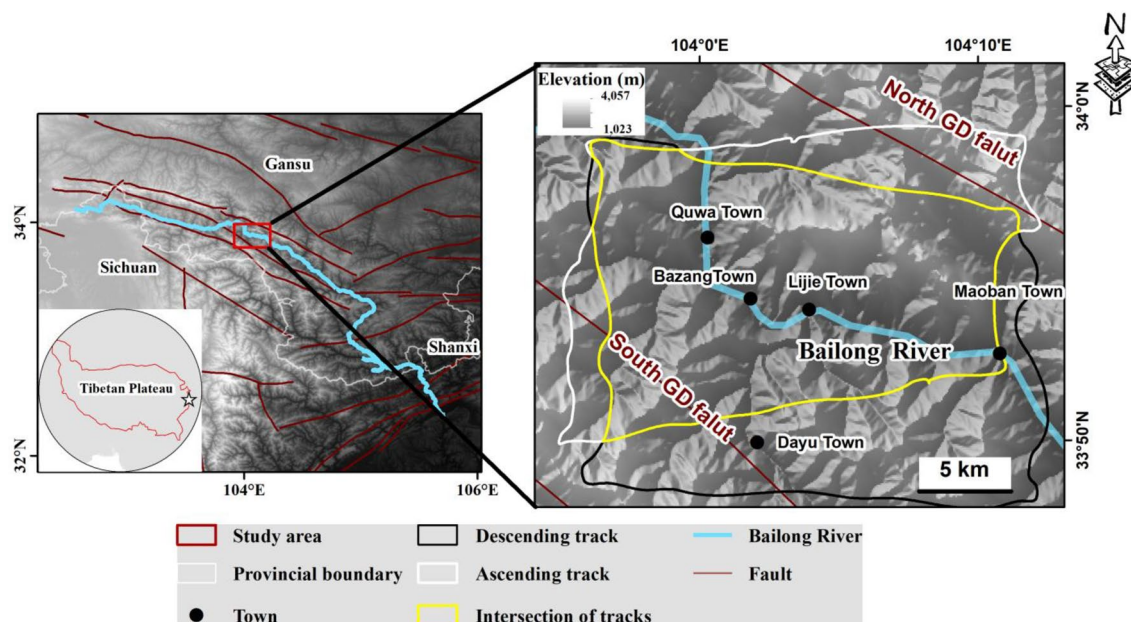 N
104°0'E
104°10'E
Elevation (m)
4,057
1,023
34°0'N
North GD falut
Gansu
34°N
Quwa Town
Sichuan
BazangTown
Lijie Town
Maoban Town
Bailong River
Shanxi
South GD falut
Tibetan Plateau
Dayu Town
33°50'N
5 km
32°N
104°E
106°E
Study area
Descending track
Bailong River
Provincial boundary
Ascending track
Fault
Town
Intersection of tracks